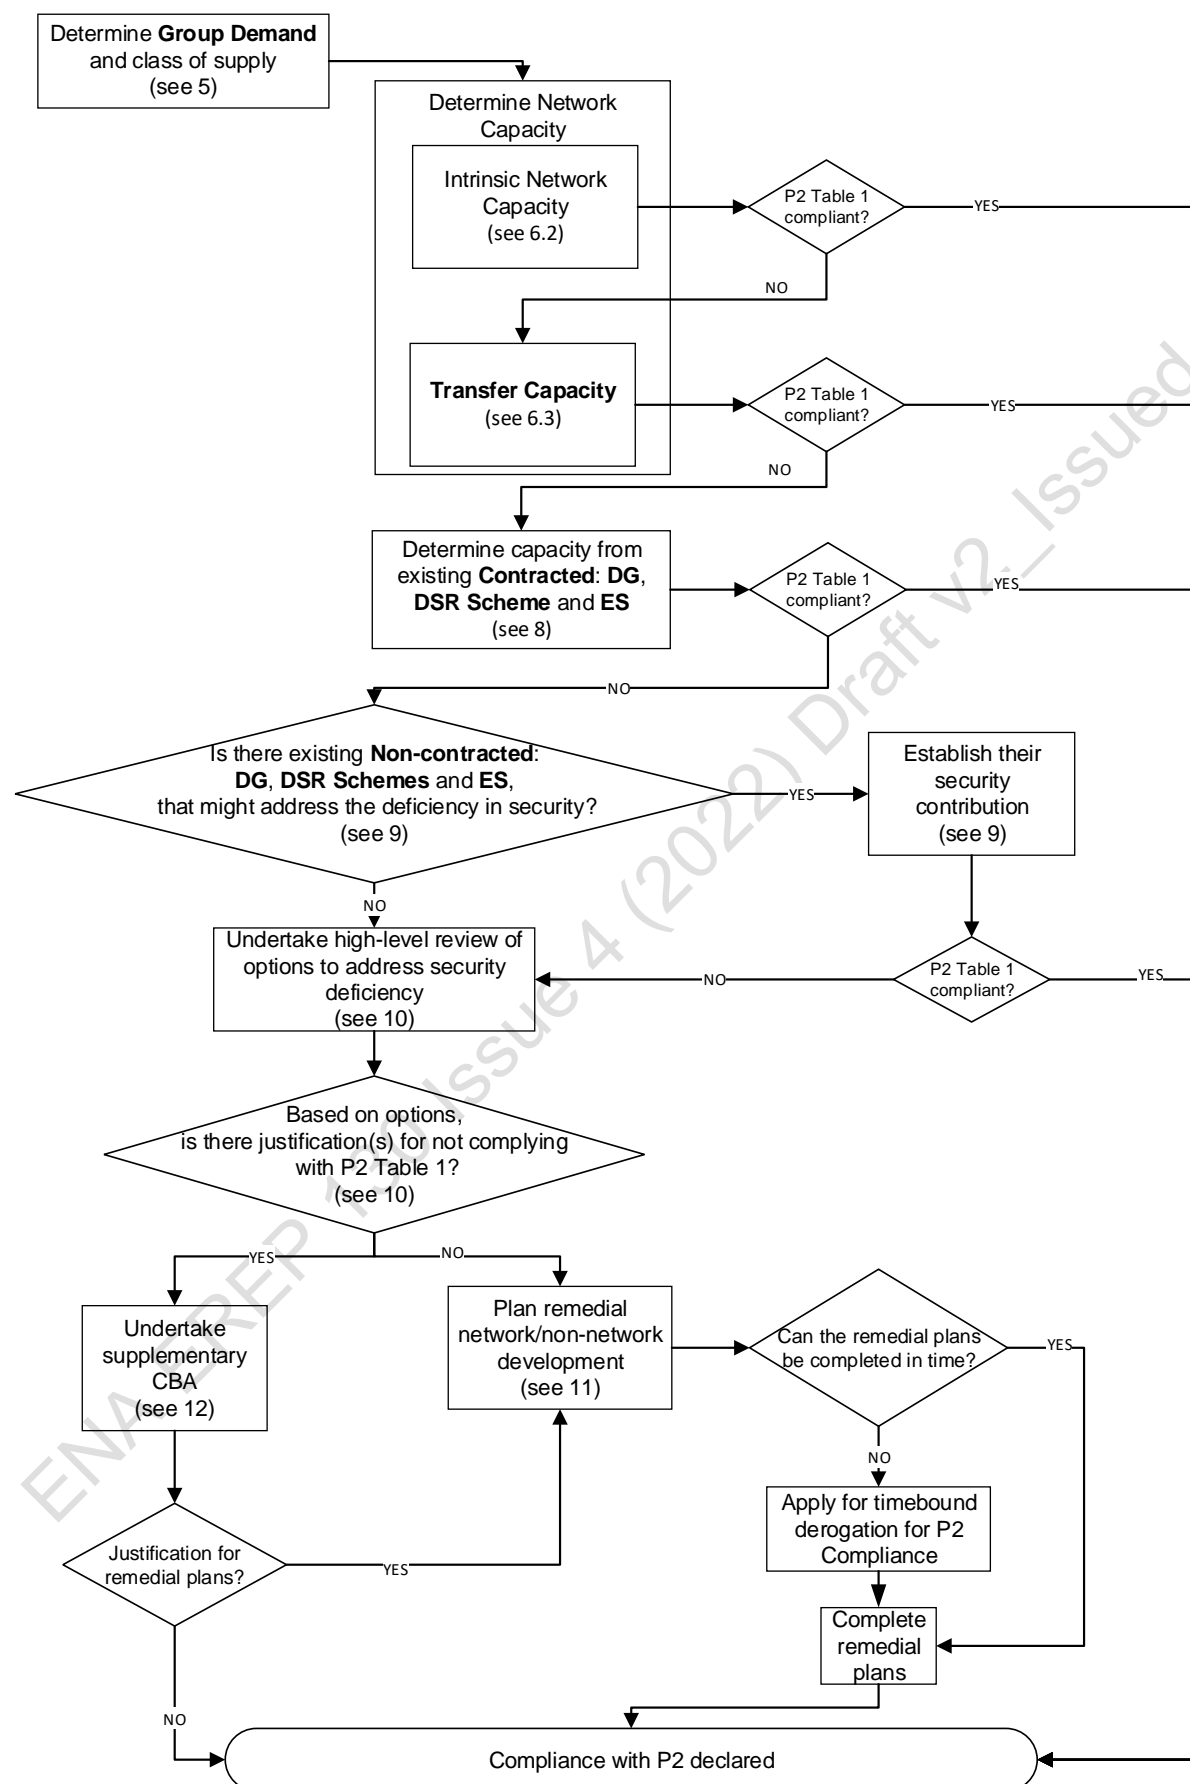 Determine Group Demand
and class of supply
(see 5)
Determine Network
Capacity
Intrinsic Network
Capacity
(see 6.2)
P2 Table 1
compliant?
YES
NO
Transfer Capacity
(see 6.3)
P2 Table 1
compliant?
YES
NO
Determine capacity from
existing Contracted: DG,
DSR Scheme and ES
(see 8)
P2 Table 1
compliant?
YES
NO
Is there existing Non-contracted:
DG, DSR Schemes and ES,
that might address the deficiency in security?
(see 9)
YES
Establish their
security
contribution
(see 9)
NO
Undertake high-level review of
options to address security
deficiency
(see 10)
NO
P2 Table 1
compliant?
YES
Based on options,
is there justification(s) for not complying
with P2 Table 1?
(see 10)
YES
NO
Undertake
supplementary
CBA
(see 12)
Plan remedial
network/non-network
development
(see 11)
Can the remedial plans
be completed in time?
YES
NO
Apply for timebound
derogation for P2
Compliance
Justification for
remedial plans?
YES
Complete
remedial
plans
NO
Compliance with P2 declared
ENA EREP 130 Issue 4 (2022) Draft v2_Issued